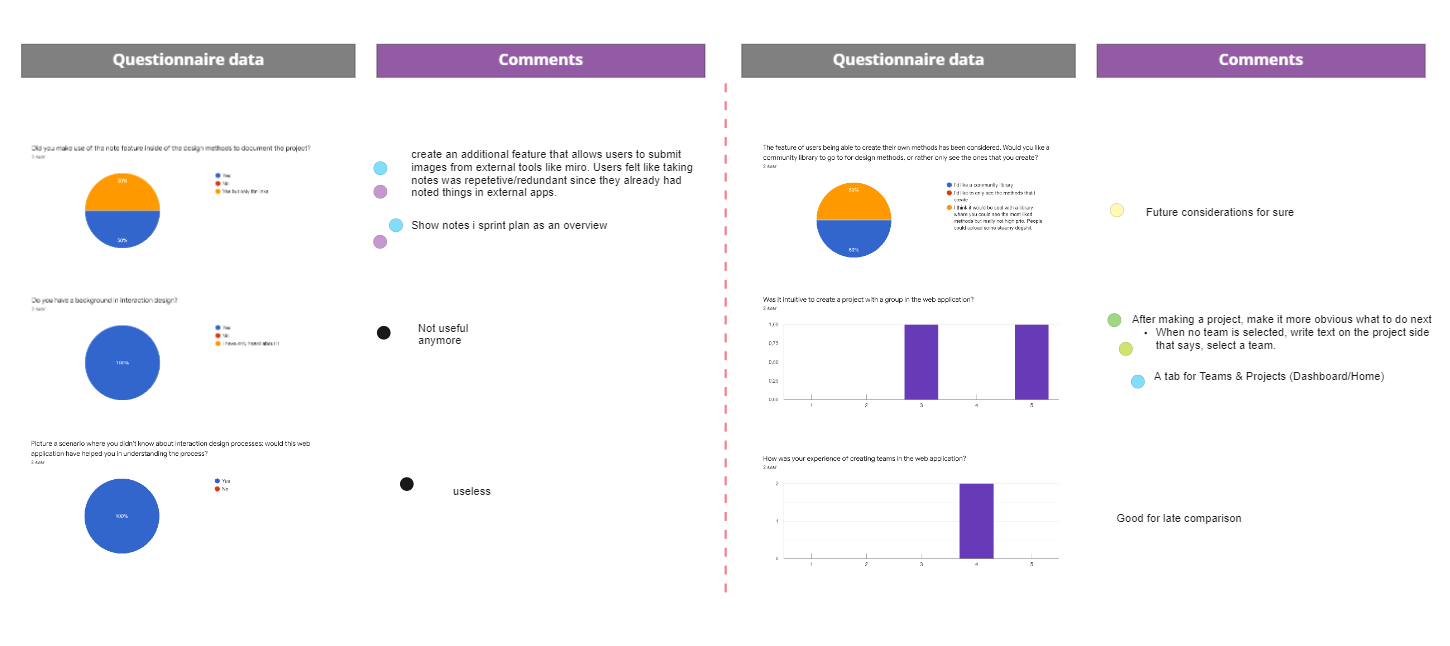 Questionnaire data
Comments
Did you make use of the note feature inside of the design methods to document the project?
2 svar
50%
50%
Yes
No
Yes but only for links
create an additional feature that allows users to submit
images from external tools like miro. Users felt like taking
notes was repetetive/redundant since they already had
noted things in external apps.
Show notes i sprint plan as an overview
Do you have a background in interaction design?
2 svar
100%
Yes
No
I have only heard about it
Not useful
anymore
Picture a scenario where you didn't know about interaction design processes: would this web
application have helped you in understanding the process?
2 svar
100%
Yes
No
useless
Questionnaire data
Comments
The feature of users being able to create their own methods has been considered. Would you like a
community library to go to for design methods, or rather only see the ones that you create?
2 svar
50%
50%
I'd like a community library
I'd like to only see the methods that I
create
I think it would be cool with a library
where you could see the most liked
methods but really not high prio. People
could upload some steamy dogshit.
Future considerations for sure
Was it intuitive to create a project with a group in the web application?
2 svar
1,00
0,75
0,50
0,25
0,00
1 2 3 4 5
After making a project, make it more obvious what to do next
• When no team is selected, write text on the project side
that says, select a team.
A tab for Teams & Projects (Dashboard/Home)
How was your experience of creating teams in the web application?
2 svar
2
1
0
1 2 3 4 5
Good for late comparison